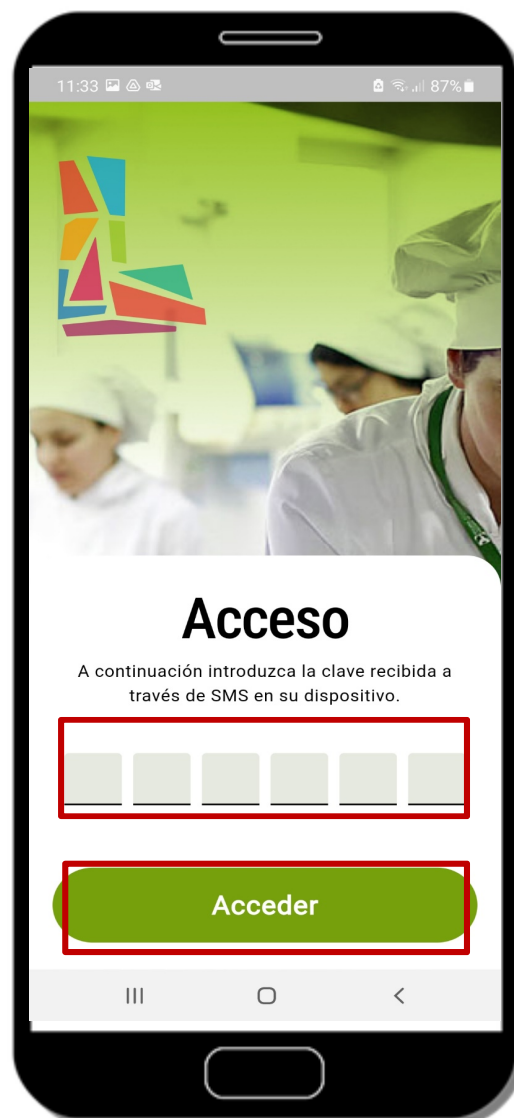 11:33
87%
Acceso
A continuación introduzca la clave recibida a
través de SMS en su dispositivo.
Acceder